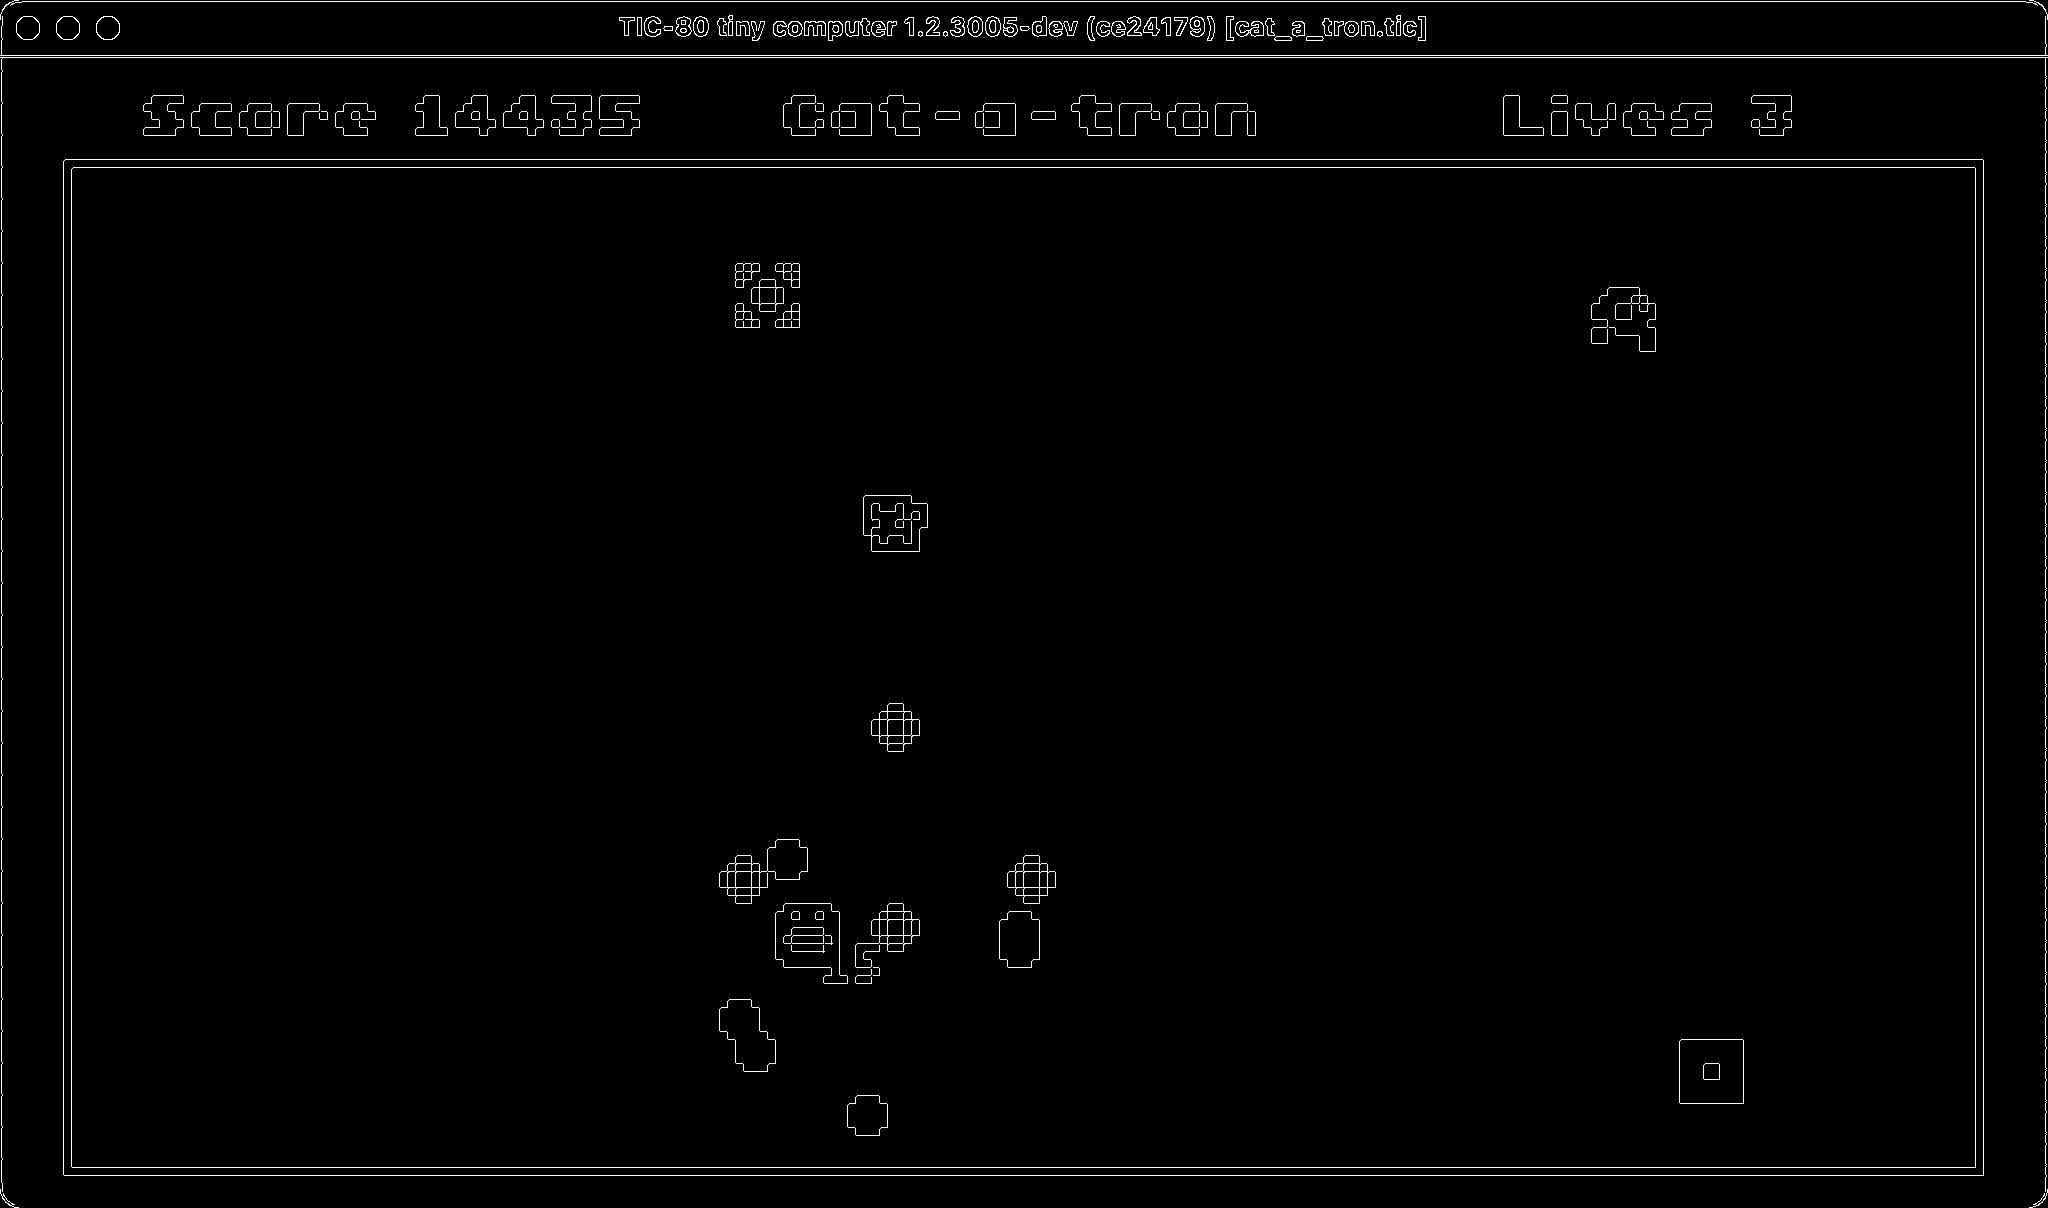 TIC-80 tiny computer 1.2.3005-dev (ce24179) [cat_a_tron.tic]
Score 14435 Cat-a-tron Lives 3